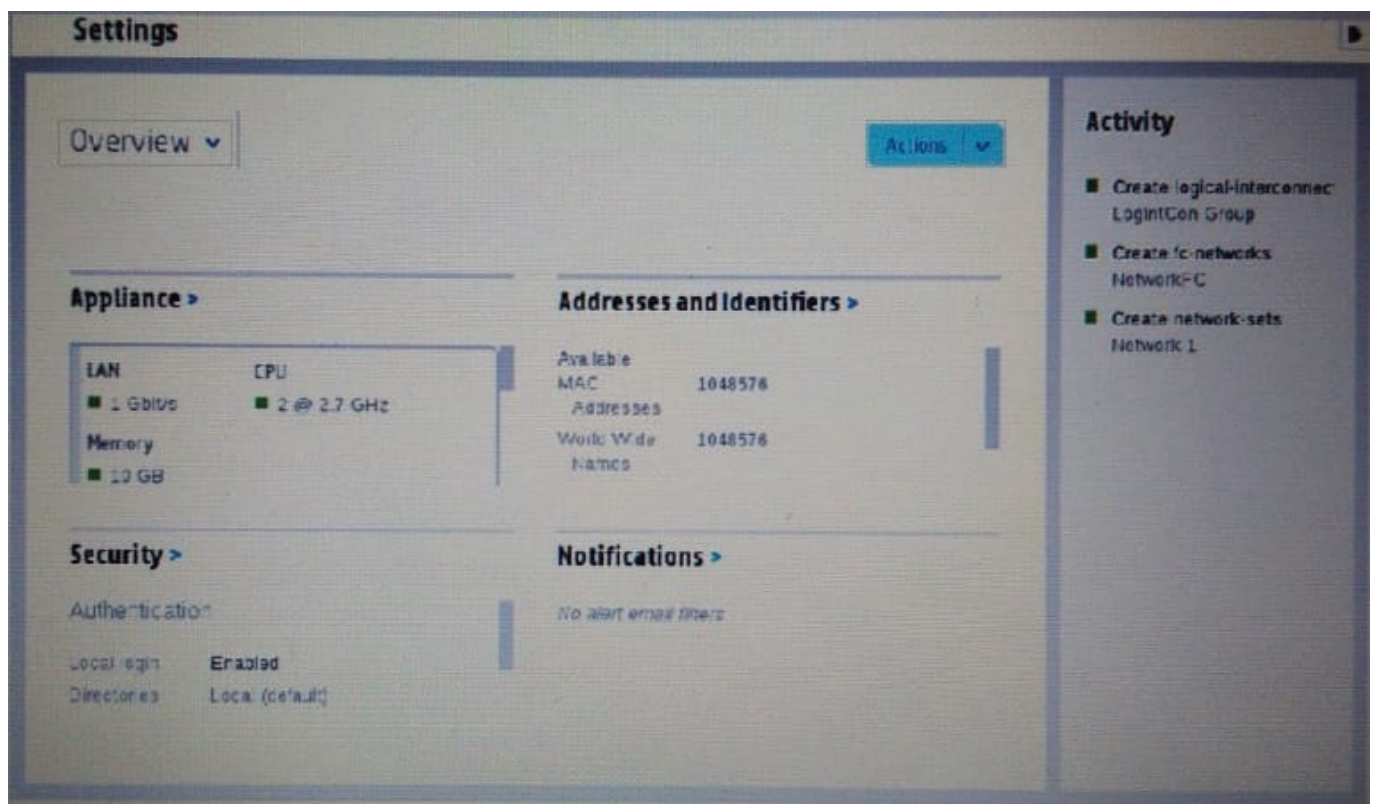 Settings
Overview
Actions
Appliance >
LAN
CPU
1 Gbit/s
2 @ 2.7 GHz
Memory
10 GB
Addresses and Identifiers >
Available
MAC 1048576
Addresses
World Wide 1048576
Names
Security >
Authentication
Local login Enabled
Directories Local (default)
Notifications >
No alert email filters
Activity
Create logical-interconnec
LogIntCon Group
Create fc-networks
NetworkFC
Create network-sets
Network 1